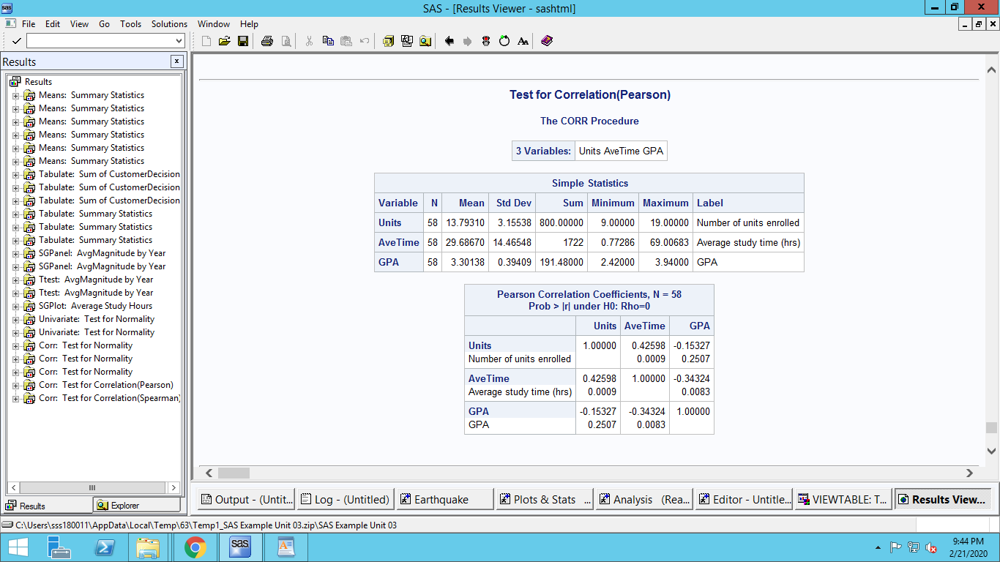 sas
SAS - [Results Viewer - sashtml]
File Edit View Go Tools Solutions Window Help
Results
Results
Means: Summary Statistics
Means: Summary Statistics
Means: Summary Statistics
Means: Summary Statistics
Means: Summary Statistics
Means: Summary Statistics
Tabulate: Sum of CustomerDecision
Tabulate: Sum of CustomerDecision
Tabulate: Sum of CustomerDecision
Tabulate: Summary Statistics
Tabulate: Summary Statistics
Tabulate: Summary Statistics
SGPanel: AvgMagnitude by Year
SGPanel: AvgMagnitude by Year
Ttest: AvgMagnitude by Year
Ttest: AvgMagnitude by Year
SGPlot: Average Study Hours
Univariate: Test for Normality
Univariate: Test for Normality
Corr: Test for Normality
Corr: Test for Normality
Corr: Test for Normality
Corr: Test for Correlation(Pearson)
Corr: Test for Correlation(Spearman)
Results Explorer
Test for Correlation(Pearson)
The CORR Procedure
3 Variables: Units AveTime GPA
Simple Statistics
Variable N Mean Std Dev Sum Minimum Maximum Label
Units 58 13.79310 3.15538 800.00000 9.00000 19.00000 Number of units enrolled
AveTime 58 29.68670 14.46548 1722 0.77286 69.00683 Average study time (hrs)
GPA 58 3.30138 0.39409 191.48000 2.42000 3.94000 GPA
Pearson Correlation Coefficients, N = 58
Prob > |r| under H0: Rho=0
Units AveTime GPA
Units 1.00000 0.42598 -0.15327
Number of units enrolled 0.0009 0.2507
AveTime 0.42598 1.00000 -0.34324
Average study time (hrs) 0.0009 0.0083
GPA -0.15327 -0.34324 1.00000
GPA 0.2507 0.0083
Output - (Untit... Log - (Untitled) Earthquake Plots & Stats ... Analysis (Rea... Editor - Untitle... VIEWTABLE: T... Results View...
C:\Users\sss180011\AppData\Local\Temp\63\Temp1_SAS Example Unit 03.zip\SAS Example Unit 03
sas
9:44 PM
2/21/2020